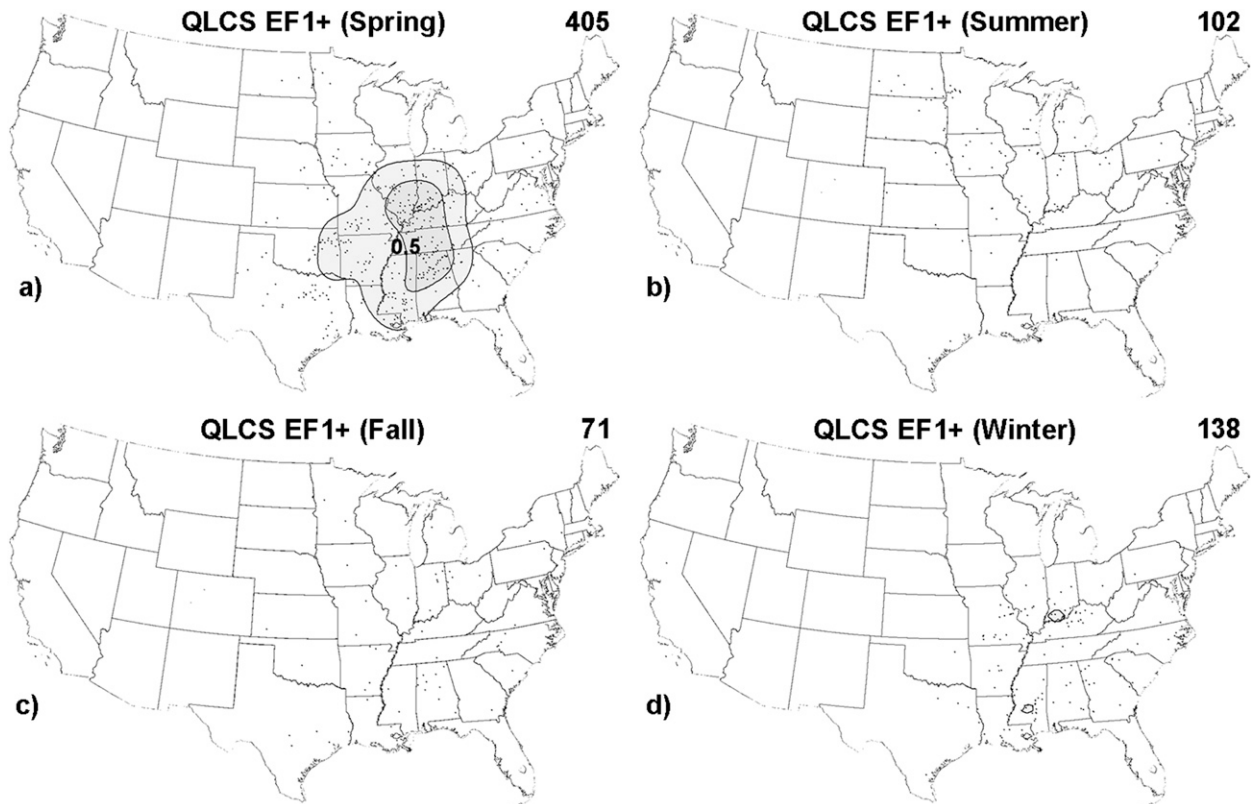 QLCS EF1+ (Spring) 405
QLCS EF1+ (Summer) 102
0.5
a)
b)
QLCS EF1+ (Fall) 71
QLCS EF1+ (Winter) 138
c)
d)